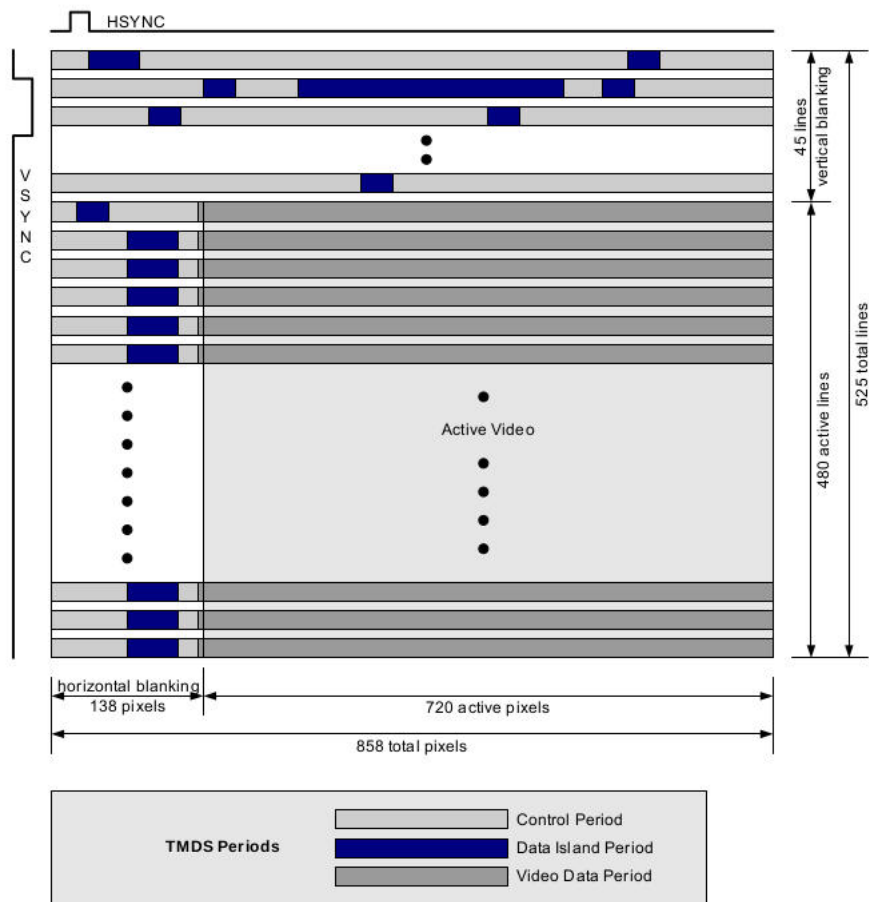 HSYNC
VSYNC
45 lines
vertical blanking
525 total lines
480 active lines
Active Video
horizontal blanking
138 pixels
720 active pixels
858 total pixels
TMDS Periods
Control Period
Data Island Period
Video Data Period